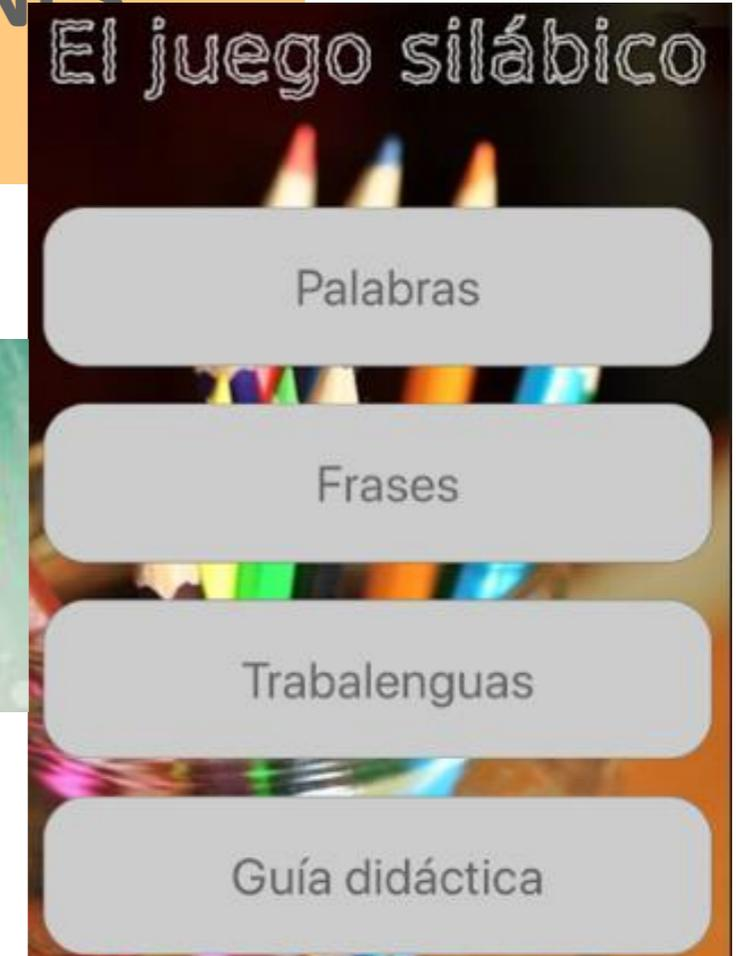 El juego silábico
Palabras
Frases
Trabalenguas
Guía didáctica